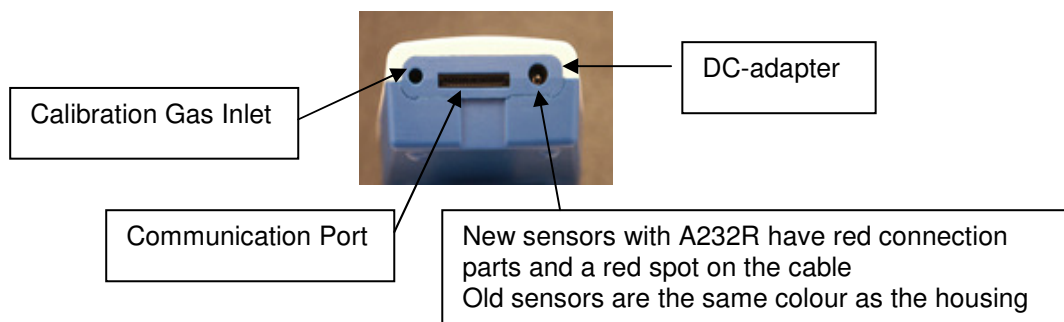 DC-adapter
Calibration Gas Inlet
Communication Port
New sensors with A232R have red connection
parts and a red spot on the cable
Old sensors are the same colour as the housing